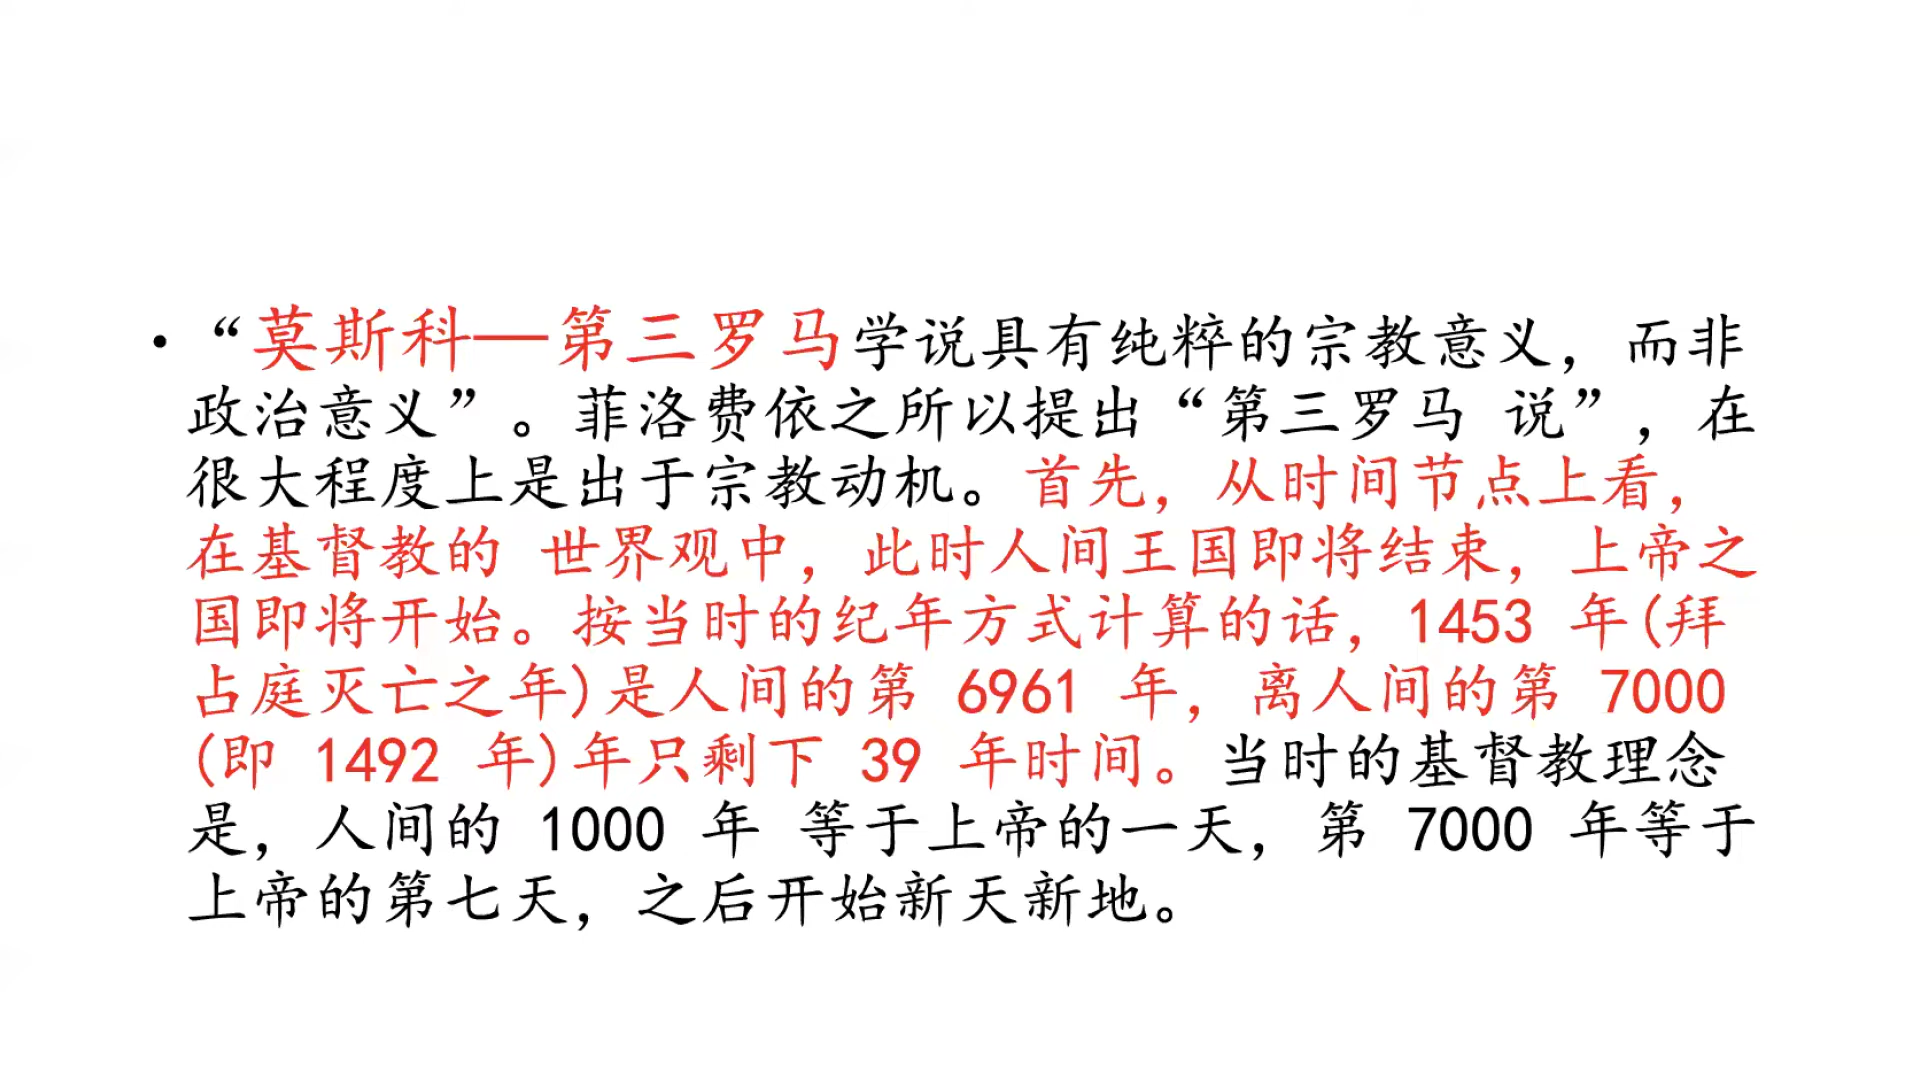 • “莫斯科—第三罗马学说具有纯粹的宗教意义，而非
政治意义”。菲洛费依之所以提出“第三罗马 说”，在
很大程度上是出于宗教动机。首先，从时间节点上看，
在基督教的 世界观中，此时人间王国即将结束，上帝之
国即将开始。按当时的纪年方式计算的话，1453 年(拜
占庭灭亡之年)是人间的第 6961 年，离人间的第 7000
(即 1492 年)年只剩下 39 年时间。当时的基督教理念
是，人间的 1000 年 等于上帝的一天，第 7000 年等于
上帝的第七天，之后开始新天新地。